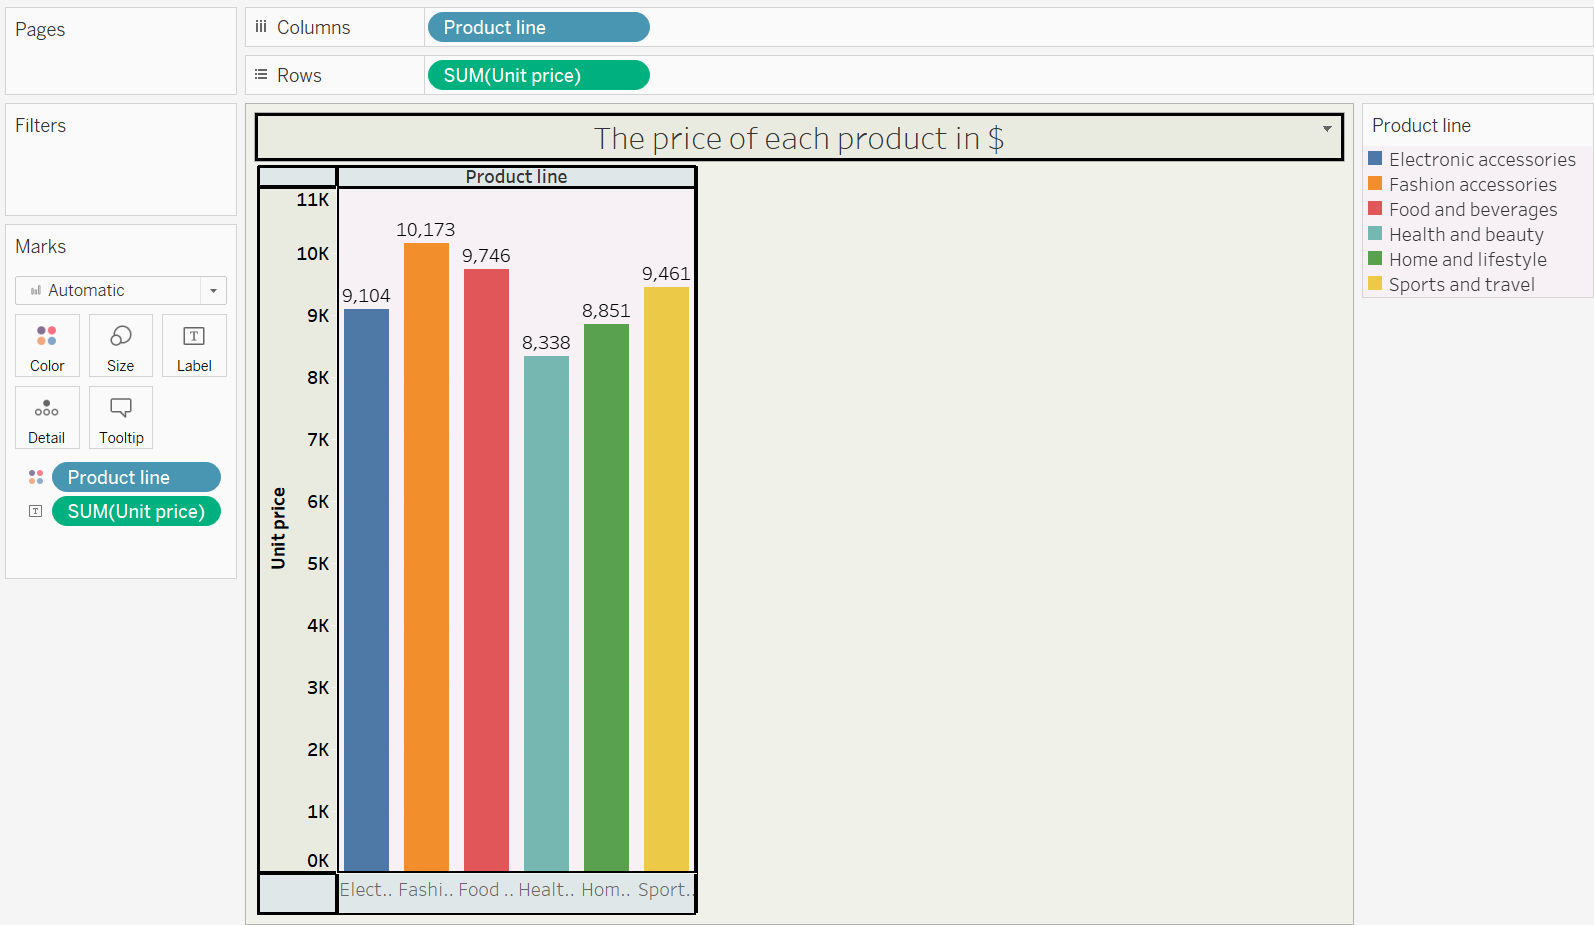 Pages
Columns
Product line
Rows
SUM(Unit price)
Filters
Marks
Automatic
Color
Size
T
Label
Detail
Tooltip
Product line
T
SUM(Unit price)
The price of each product in $
Product line
11K
10K
9K
8K
7K
6K
5K
4K
3K
2K
1K
0K
Unit price
9,104
10,173
9,746
8,338
8,851
9,461
Elect..
Fashi..
Food ..
Healt..
Hom..
Sport..
Product line
Electronic accessories
Fashion accessories
Food and beverages
Health and beauty
Home and lifestyle
Sports and travel